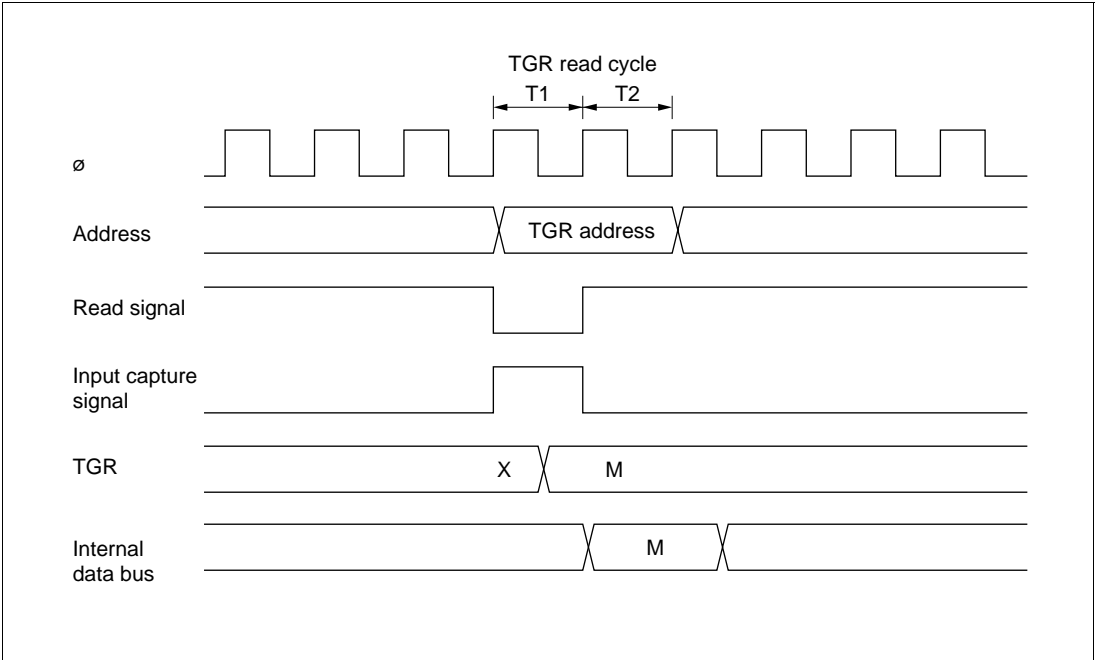 TGR read cycle
T1 T2
ø
Address TGR address
Read signal
Input capture
signal
TGR X M
Internal
data bus M